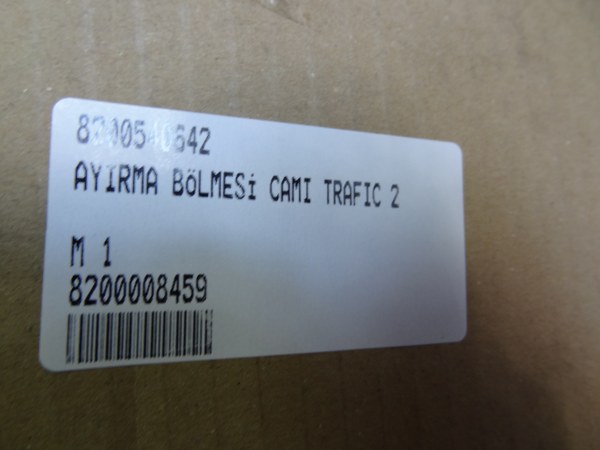 AYIRMA BÖLMESİ CAMI TRAFIC 2
M 1
8200008459